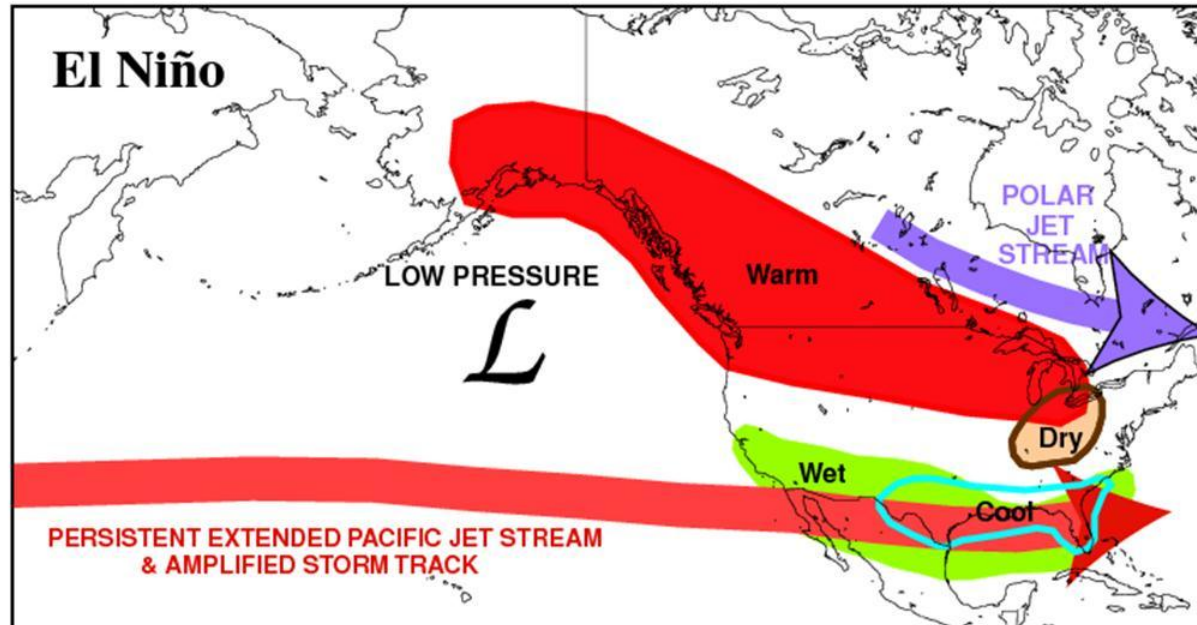 El Niño
POLAR
JET
STREAM
LOW PRESSURE
L
Warm
Dry
Wet
Cool
PERSISTENT EXTENDED PACIFIC JET STREAM
& AMPLIFIED STORM TRACK